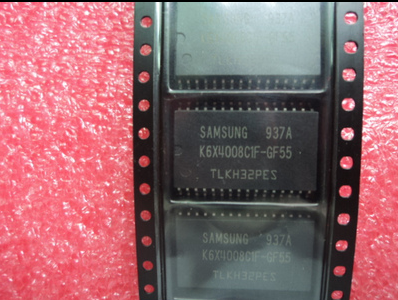 SAMSUNG 937A
K6X4008C1F-GF55
TLKH32PES
SAMSUNG 937A
K6X4008C1F-GF55
TLKH32PES